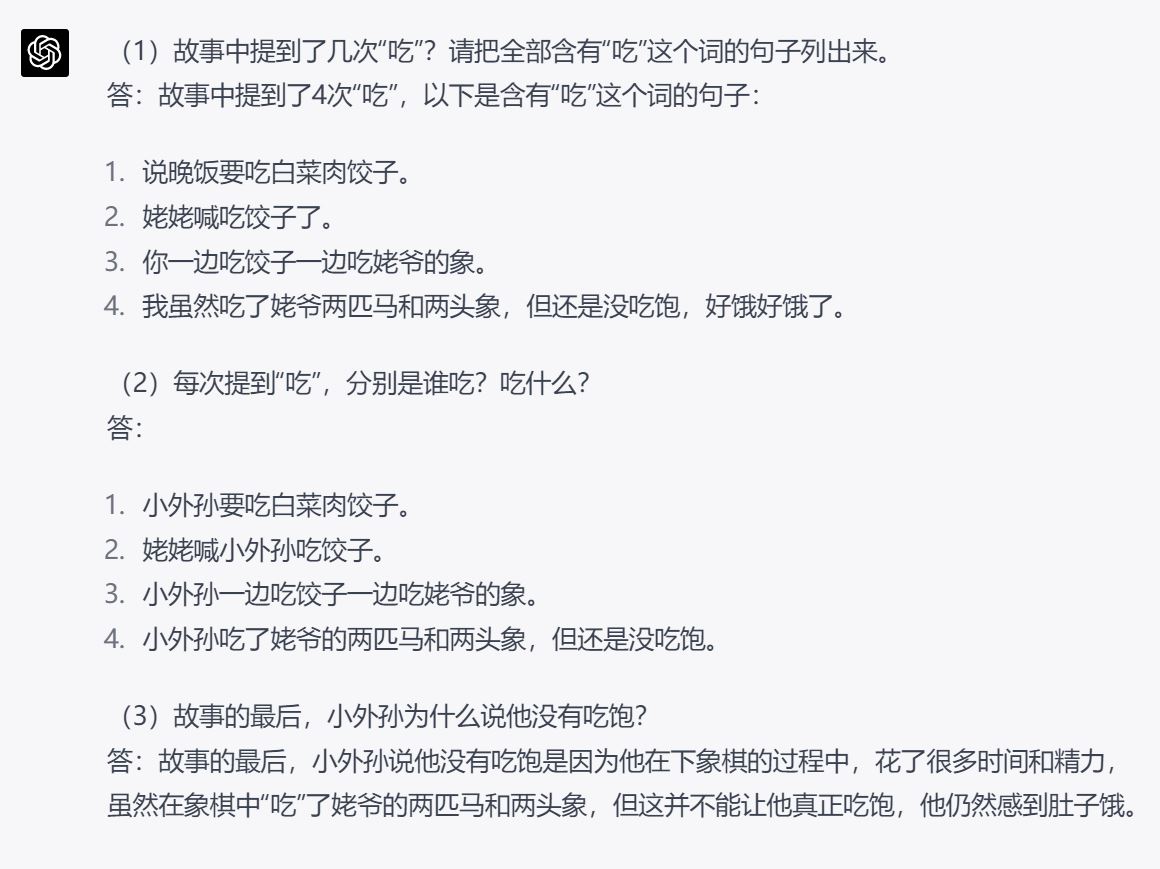 （1）故事中提到了几次“吃”？请把全部含有“吃”这个词的句子列出来。
答：故事中提到了4次“吃”，以下是含有“吃”这个词的句子：
1. 说晚饭要吃白菜肉饺子。
2. 姥姥喊吃饺子了。
3. 你一边吃饺子一边吃姥爷的象。
4. 我虽然吃了姥爷两匹马和两头象，但还是没吃饱，好饿好饿了。
（2）每次提到“吃”，分别是谁吃？吃什么？
答：
1. 小外孙要吃白菜肉饺子。
2. 姥姥喊小外孙吃饺子。
3. 小外孙一边吃饺子一边吃姥爷的象。
4. 小外孙吃了姥爷的两匹马和两头象，但还是没吃饱。
（3）故事的最后，小外孙为什么说他没有吃饱？
答：故事的最后，小外孙说他没有吃饱是因为他在下象棋的过程中，花了很多时间和精力，
虽然在象棋中“吃”了姥爷的两匹马和两头象，但这并不能让他真正吃饱，他仍然感到肚子饿。